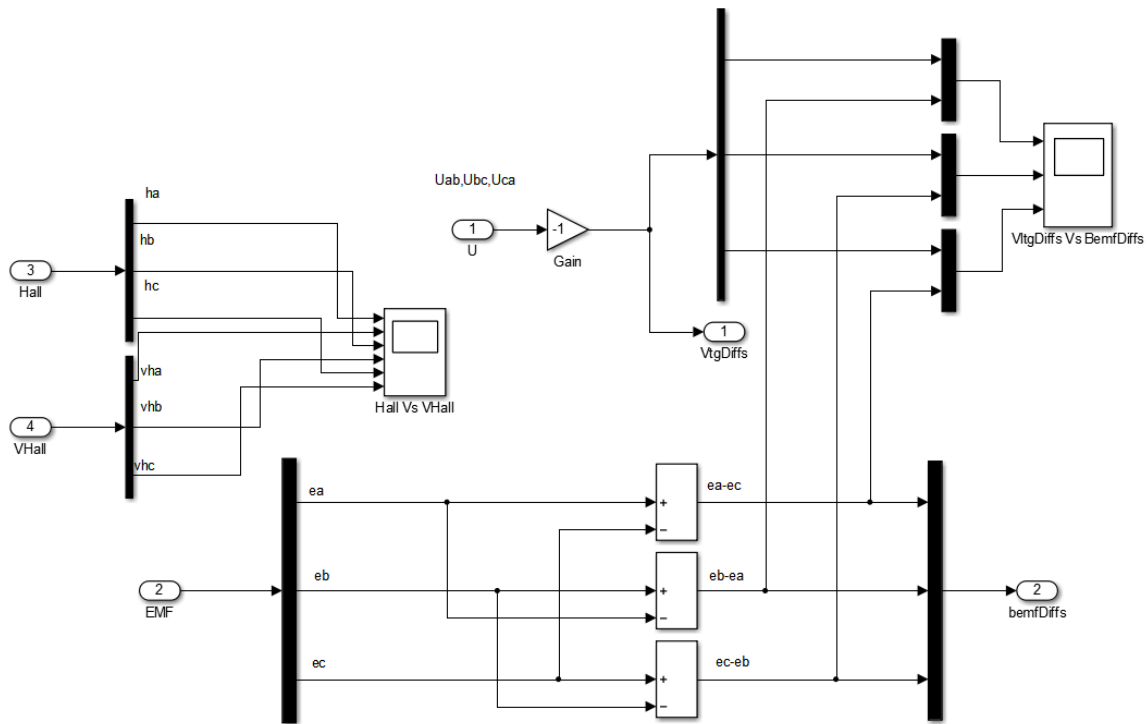 Uab,Ubc,Uca
1
U
-1
Gain
VltgDiffs Vs BemfDiffs
1
VtgDiffs
ha
hb
hc
3
Hall
vha
vhb
vhc
4
VHall
Hall Vs VHall
ea
eb
ec
2
EMF
+
−
ea-ec
+
−
eb-ea
+
−
ec-eb
2
bemfDiffs